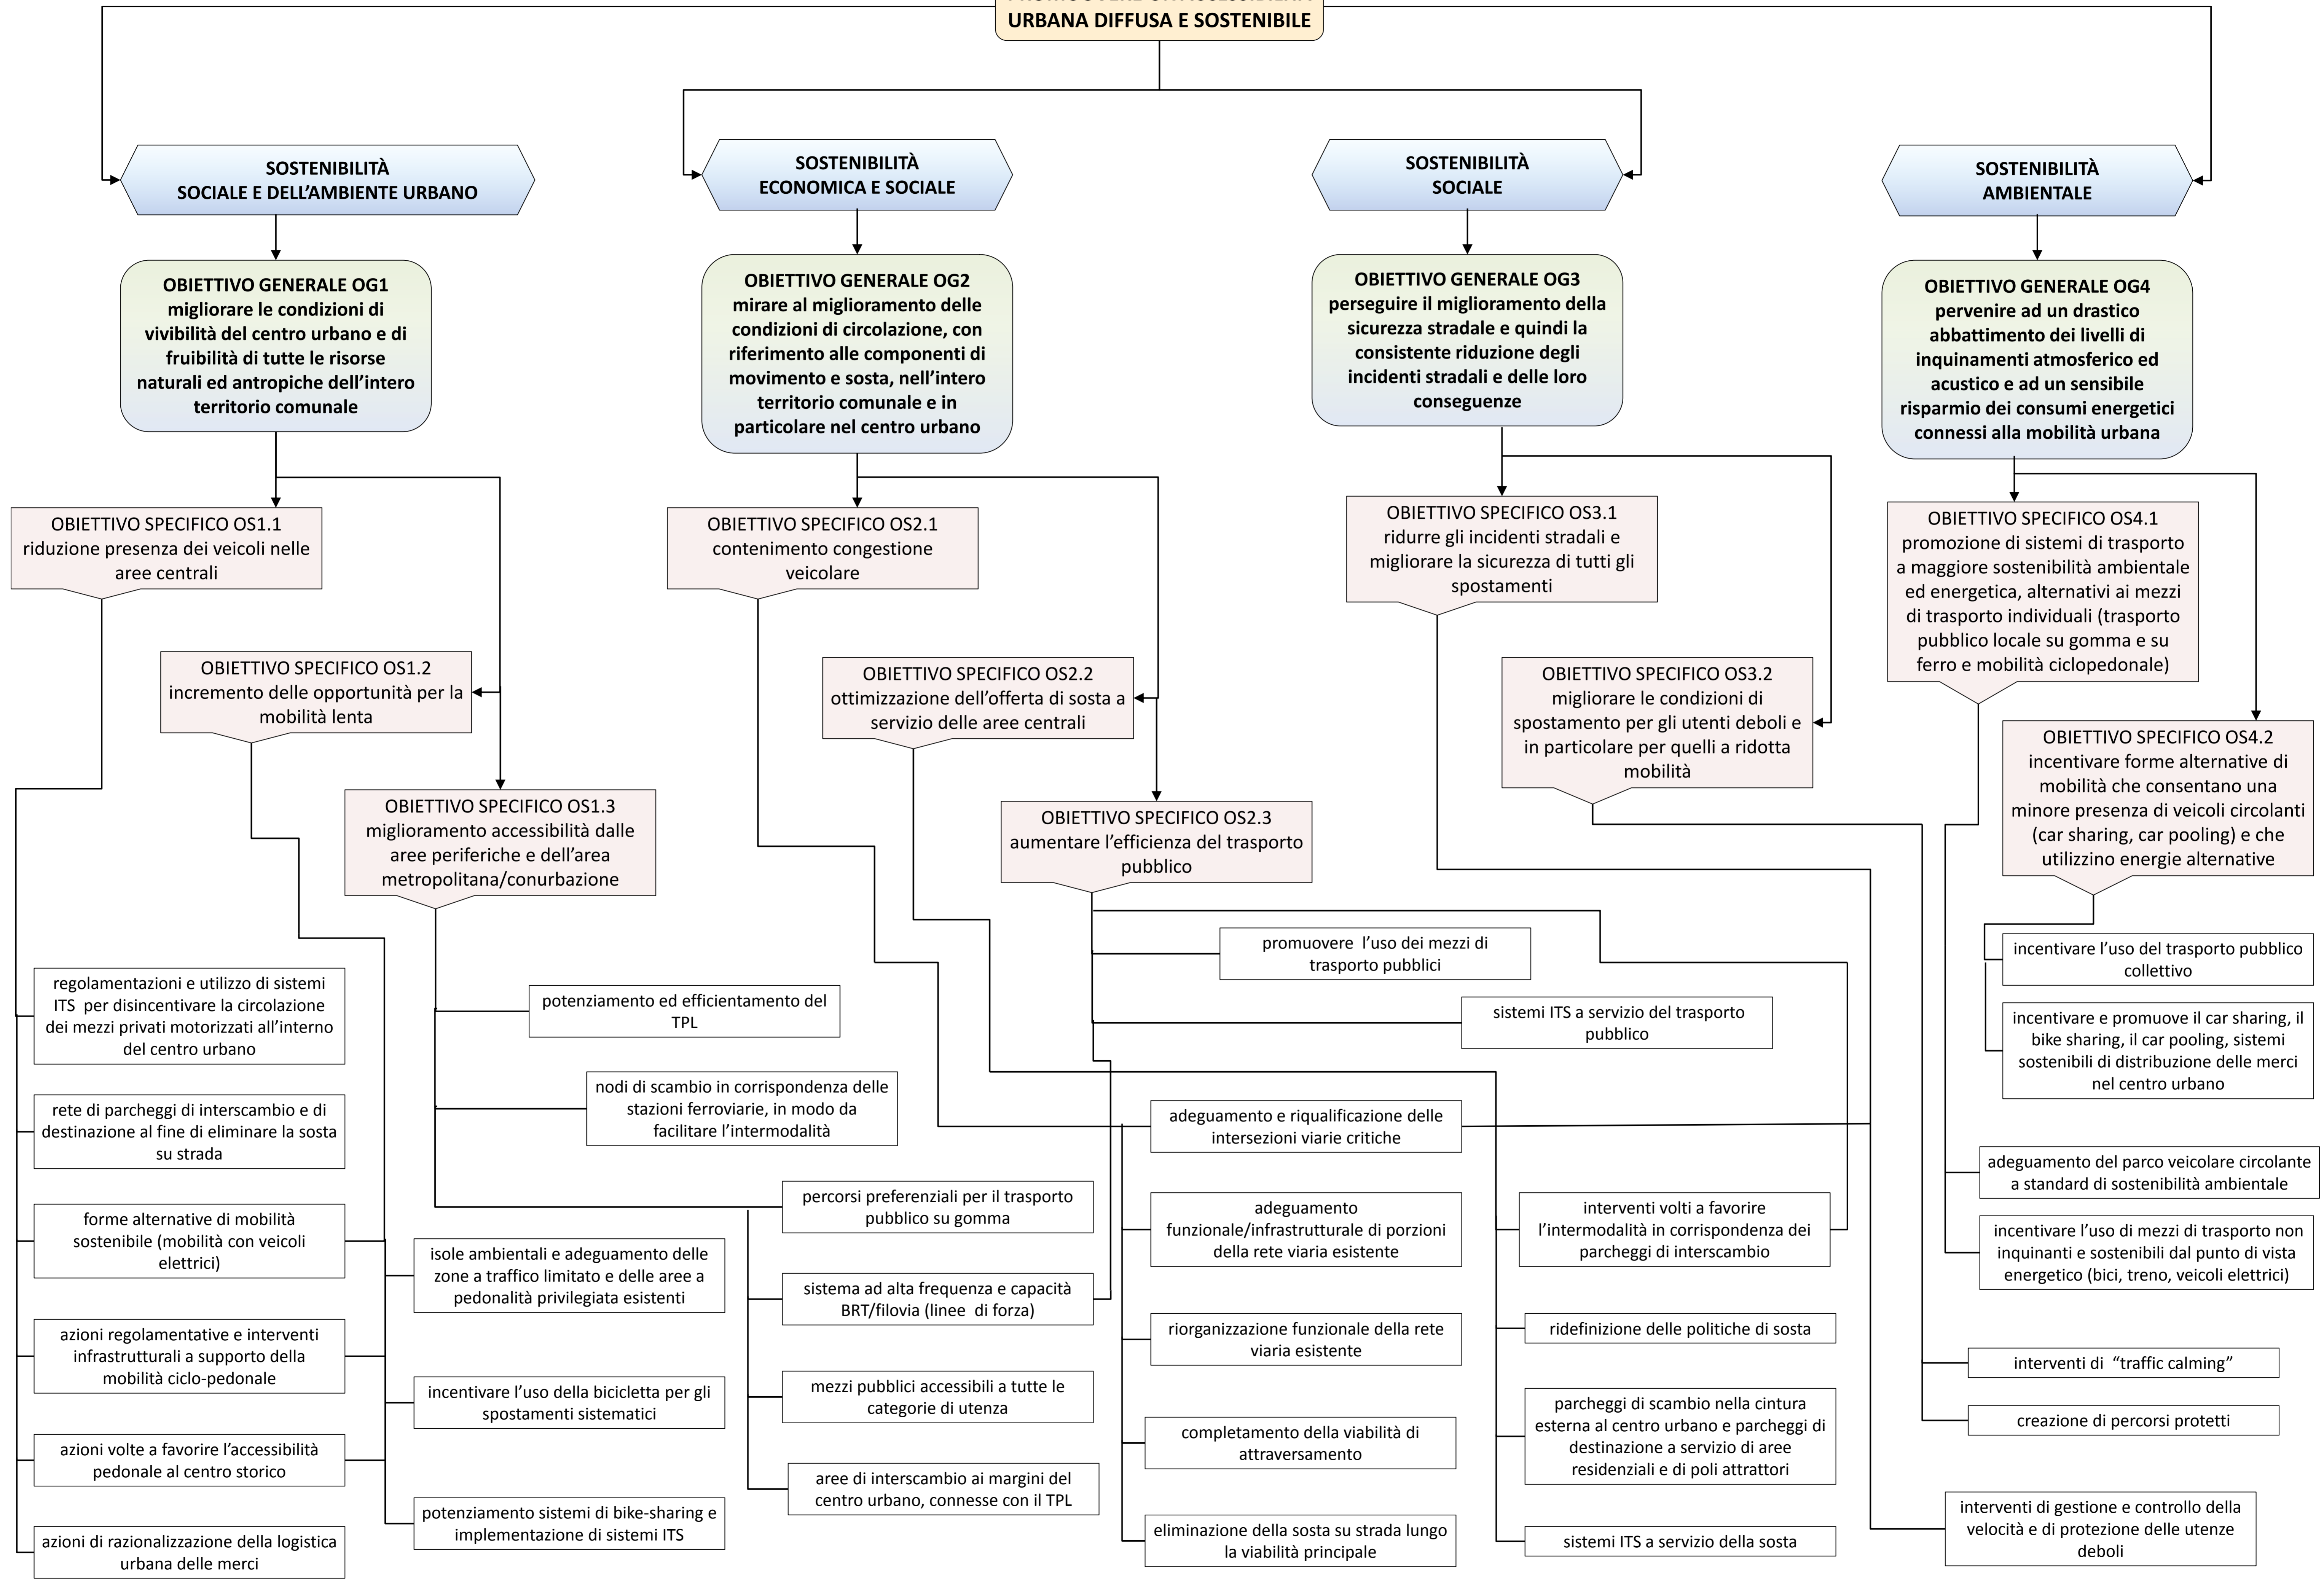 URBANA DIFFUSA E SOSTENIBILE
SOSTENIBILITÀ
SOCIALE E DELL'AMBIENTE URBANO
SOSTENIBILITÀ
ECONOMICA E SOCIALE
SOSTENIBILITÀ
SOCIALE
SOSTENIBILITÀ
AMBIENTALE
OBIETTIVO GENERALE OG1
migliorare le condizioni di
vivibilità del centro urbano e di
fruibilità di tutte le risorse
naturali ed antropiche dell'intero
territorio comunale
OBIETTIVO GENERALE OG2
mirare al miglioramento delle
condizioni di circolazione, con
riferimento alle componenti di
movimento e sosta, nell'intero
territorio comunale e in
particolare nel centro urbano
OBIETTIVO GENERALE OG3
perseguire il miglioramento della
sicurezza stradale e quindi la
consistente riduzione degli
incidenti stradali e delle loro
conseguenze
OBIETTIVO GENERALE OG4
pervenire ad un drastico
abbattimento dei livelli di
inquinamenti atmosferico ed
acustico e ad un sensibile
risparmio dei consumi energetici
connessi alla mobilità urbana
OBIETTIVO SPECIFICO OS1.1
riduzione presenza dei veicoli nelle
aree centrali
OBIETTIVO SPECIFICO OS1.2
incremento delle opportunità per la
mobilità lenta
OBIETTIVO SPECIFICO OS1.3
miglioramento accessibilità dalle
aree periferiche e dell'area
metropolitana/conurbazione
OBIETTIVO SPECIFICO OS2.1
contenimento congestione
veicolare
OBIETTIVO SPECIFICO OS2.2
ottimizzazione dell'offerta di sosta a
servizio delle aree centrali
OBIETTIVO SPECIFICO OS2.3
aumentare l'efficienza del trasporto
pubblico
OBIETTIVO SPECIFICO OS3.1
ridurre gli incidenti stradali e
migliorare la sicurezza di tutti gli
spostamenti
OBIETTIVO SPECIFICO OS3.2
migliorare le condizioni di
spostamento per gli utenti deboli e
in particolare per quelli a ridotta
mobilità
OBIETTIVO SPECIFICO OS4.1
promozione di sistemi di trasporto
a maggiore sostenibilità ambientale
ed energetica, alternativi ai mezzi
di trasporto individuali (trasporto
pubblico locale su gomma e su
ferro e mobilità ciclopedonale)
OBIETTIVO SPECIFICO OS4.2
incentivare forme alternative di
mobilità che consentano una
minore presenza di veicoli circolanti
(car sharing, car pooling) e che
utilizzino energie alternative
regolamentazioni e utilizzo di sistemi
ITS per disincentivare la circolazione
dei mezzi privati motorizzati all'interno
del centro urbano
rete di parcheggi di interscambio e di
destinazione al fine di eliminare la sosta
su strada
forme alternative di mobilità
sostenibile (mobilità con veicoli
elettrici)
azioni regolamentative e interventi
infrastrutturali a supporto della
mobilità ciclo-pedonale
azioni volte a favorire l'accessibilità
pedonale al centro storico
azioni di razionalizzazione della logistica
urbana delle merci
isole ambientali e adeguamento delle
zone a traffico limitato e delle aree a
pedonalità privilegiata esistenti
incentivare l'uso della bicicletta per gli
spostamenti sistematici
potenziamento sistemi di bike-sharing e
implementazione di sistemi ITS
potenziamento ed efficientamento del
TPL
nodi di scambio in corrispondenza delle
stazioni ferroviarie, in modo da
facilitare l'intermodalità
percorsi preferenziali per il trasporto
pubblico su gomma
sistema ad alta frequenza e capacità
BRT/filovia (linee di forza)
mezzi pubblici accessibili a tutte le
categorie di utenza
aree di interscambio ai margini del
centro urbano, connesse con il TPL
promuovere l'uso dei mezzi di
trasporto pubblici
sistemi ITS a servizio del trasporto
pubblico
adeguamento e riqualificazione delle
intersezioni viarie critiche
adeguamento
funzionale/infrastrutturale di porzioni
della rete viaria esistente
riorganizzazione funzionale della rete
viaria esistente
completamento della viabilità di
attraversamento
eliminazione della sosta su strada lungo
la viabilità principale
interventi volti a favorire
l'intermodalità in corrispondenza dei
parcheggi di interscambio
ridefinizione delle politiche di sosta
parcheggi di scambio nella cintura
esterna al centro urbano e parcheggi di
destinazione a servizio di aree
residenziali e di poli attrattori
sistemi ITS a servizio della sosta
incentivare l'uso del trasporto pubblico
collettivo
incentivare e promuove il car sharing, il
bike sharing, il car pooling, sistemi
sostenibili di distribuzione delle merci
nel centro urbano
adeguamento del parco veicolare circolante
a standard di sostenibilità ambientale
incentivare l'uso di mezzi di trasporto non
inquinanti e sostenibili dal punto di vista
energetico (bici, treno, veicoli elettrici)
interventi di "traffic calming"
creazione di percorsi protetti
interventi di gestione e controllo della
velocità e di protezione delle utenze
deboli